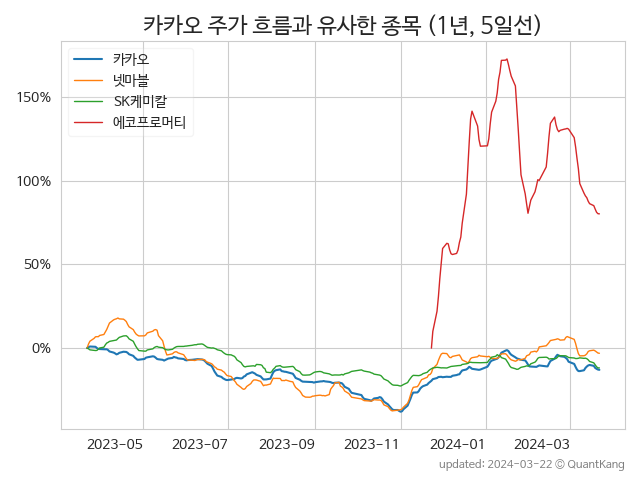 카카오 주가 흐름과 유사한 종목 (1년, 5일선)
카카오
넷마블
SK케미칼
에코프로머티
150%
100%
50%
0%
2023-05 2023-07 2023-09 2023-11 2024-01 2024-03
updated: 2024-03-22 © QuantKang